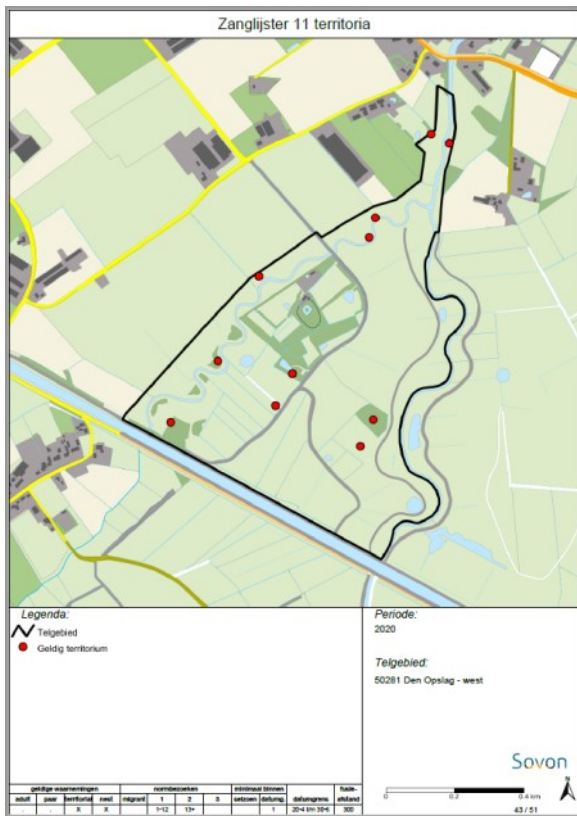 Zanglijster 11 territoria
Legenda:
Telgebied
Geldig territorium
Periode:
2020
Telgebied:
50281 Den Opslag - west
Sovon
N
0 0.2 0.4 km
43 / 51
geldige waarnemingen normbezoeken minimaal binnen fusie-
adult paar territoriaal nest migrant 1 2 3 seizoen datumg. datumgrens afstand
. . X X 1-12 13+ 1 20-4 t/m 30-6 300